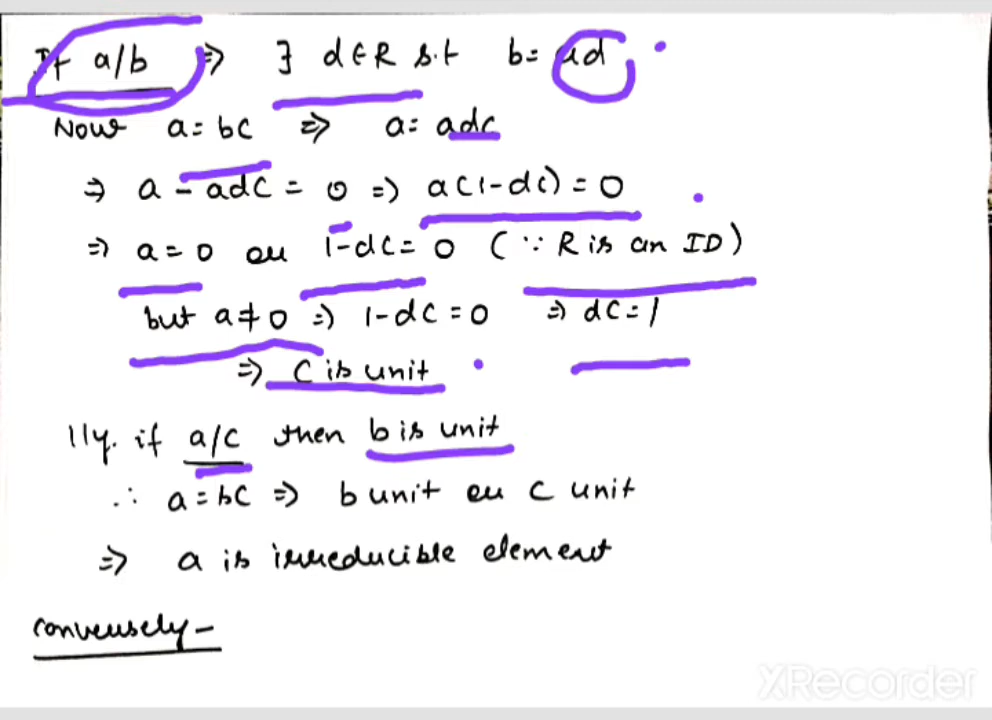 If a/b ⇒ ∃ d∈R s.t b= ad
Now a= bc ⇒ a= adc
⇒ a - adc = 0 ⇒ a(1-dc) = 0
⇒ a = 0 or 1-dc = 0 (∵ R is an ID)
but a≠0 ⇒ 1-dc = 0 ⇒ dc = 1
⇒ c is unit
111y. if a/c then b is unit
∴ a = bc ⇒ b unit or c unit
⇒ a is irreducible element
conversely -
XRecorder